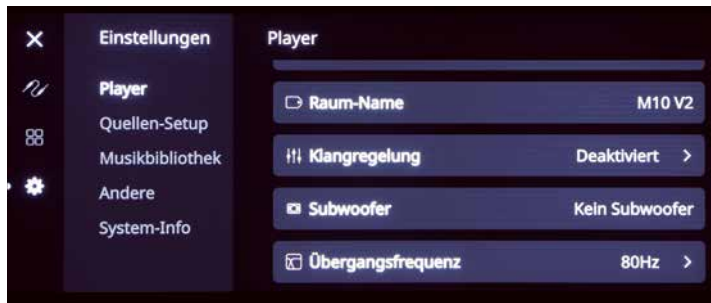 Einstellungen
Player
Quellen-Setup
Musikbibliothek
Andere
System-Info
Player
Raum-Name M10 V2
Klangregelung Deaktiviert >
Subwoofer Kein Subwoofer
Übergangsfrequenz 80Hz >